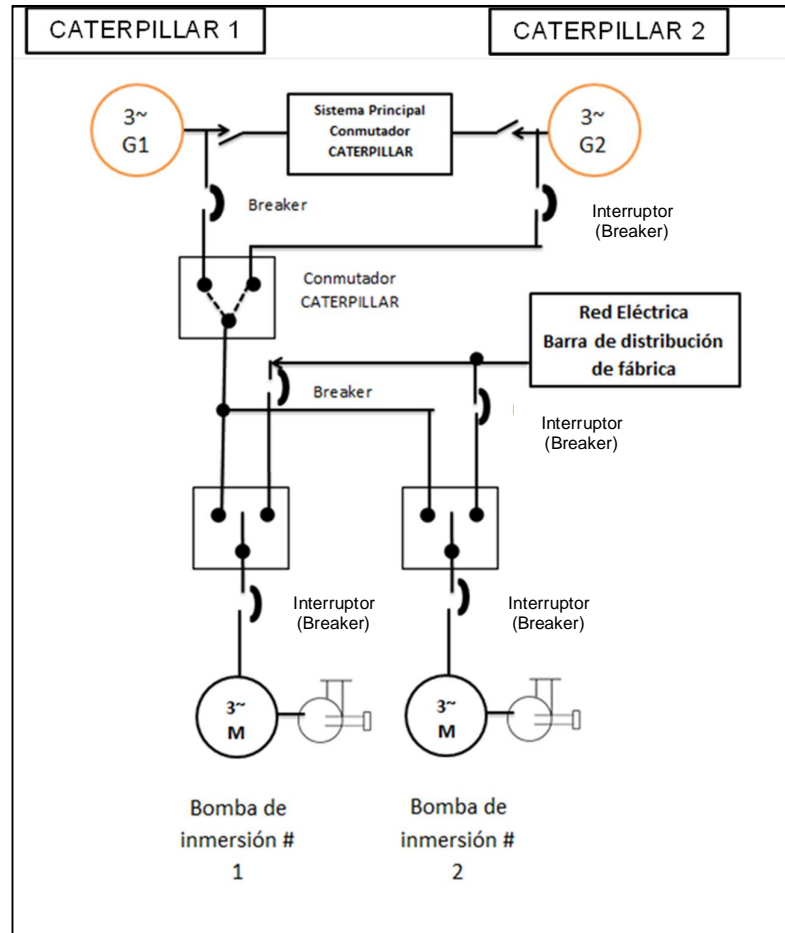 CATERPILLAR 1
CATERPILLAR 2
3~
G1
Sistema Principal
Conmutador
CATERPILLAR
3~
G2
Breaker
Interruptor
(Breaker)
Conmutador
CATERPILLAR
Red Eléctrica
Barra de distribución
de fábrica
Breaker
Interruptor
(Breaker)
Interruptor
(Breaker)
Interruptor
(Breaker)
3~
M
3~
M
Bomba de
inmersión #
1
Bomba de
inmersión #
2